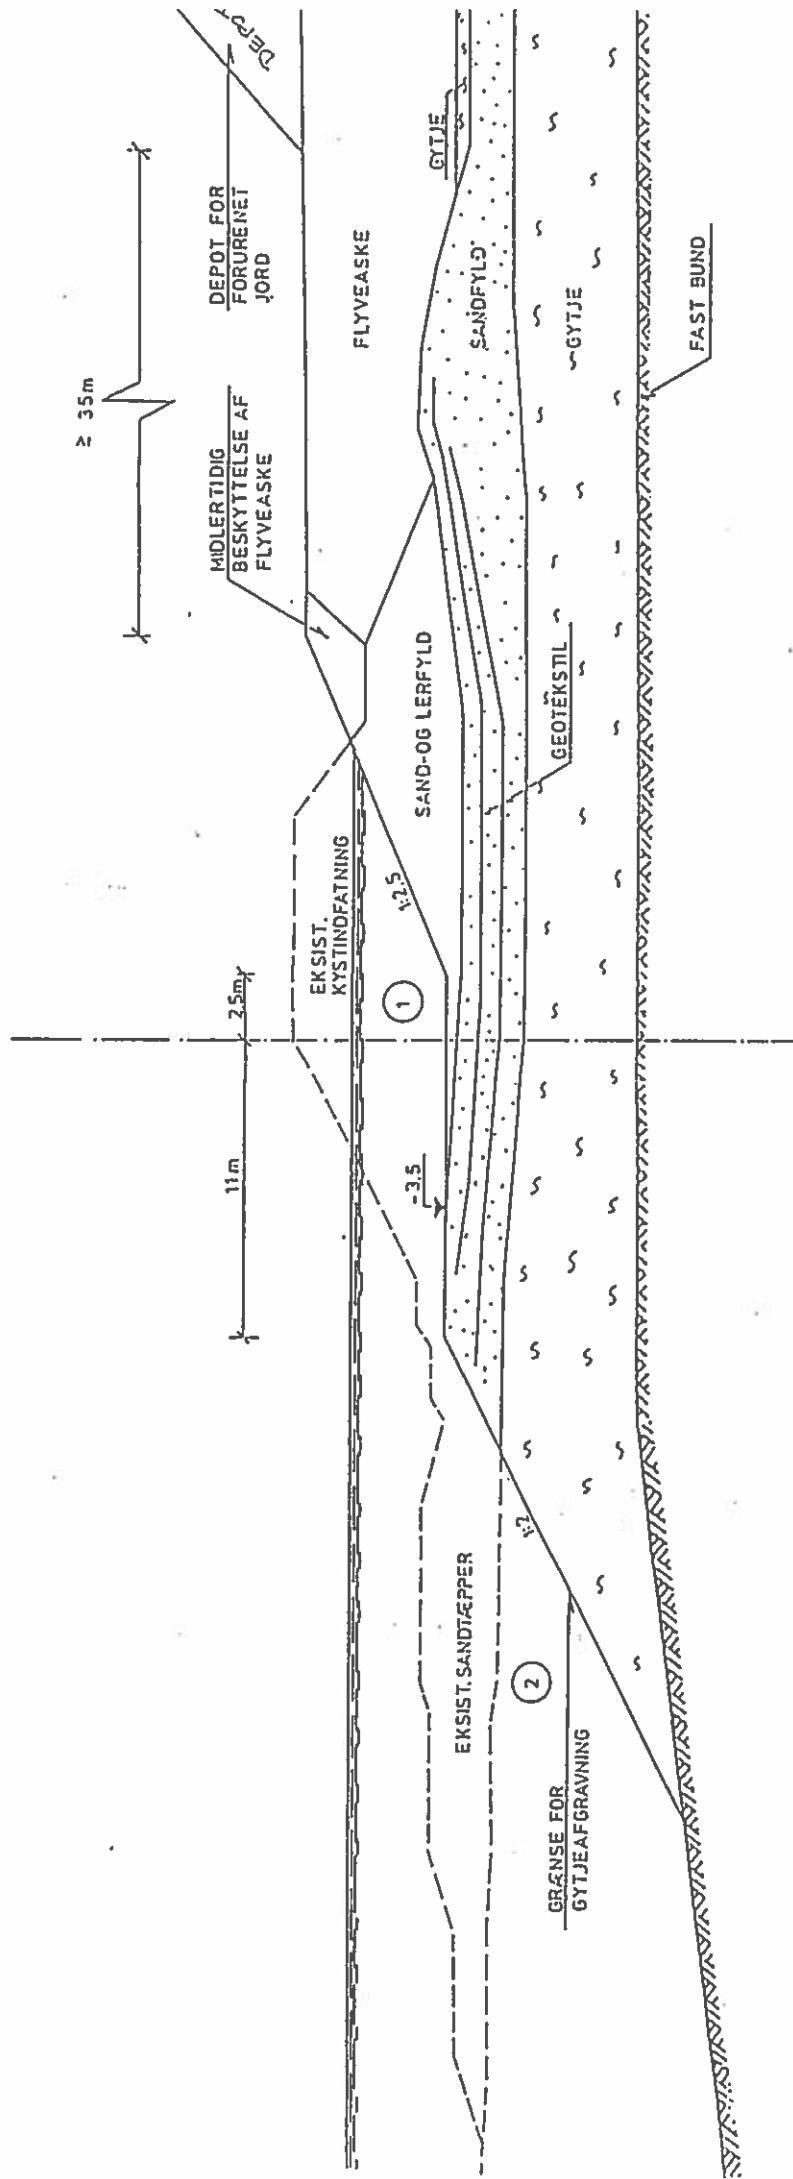 ≥ 35m
DEPOT
DEPOT FOR
FORURENET
JORD
MIDLERTIDIG
BESKYTTELSE AF
FLYVEASKE
FLYVEASKE
GYTJE
SANDFYLD
GYTJE
FAST BUND
SAND-OG LERFYLD
GEOTEKSTIL
EKSIST.
KYSTINDFATNING
1:2.5
2.5m
11m
1
-3.5
EKSIST. SANDTÆPPER
1:2
2
GRÆNSE FOR
GYTJEAFGRAVNING